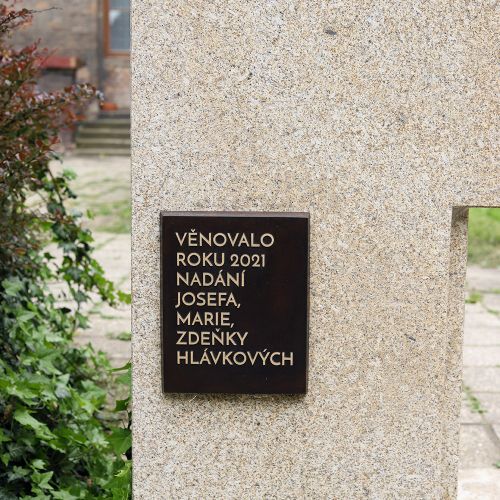 VĚNOVALO
ROKU 2021
NADÁNÍ
JOSEFA,
MARIE,
ZDEŇKY
HLÁVKOVÝCH